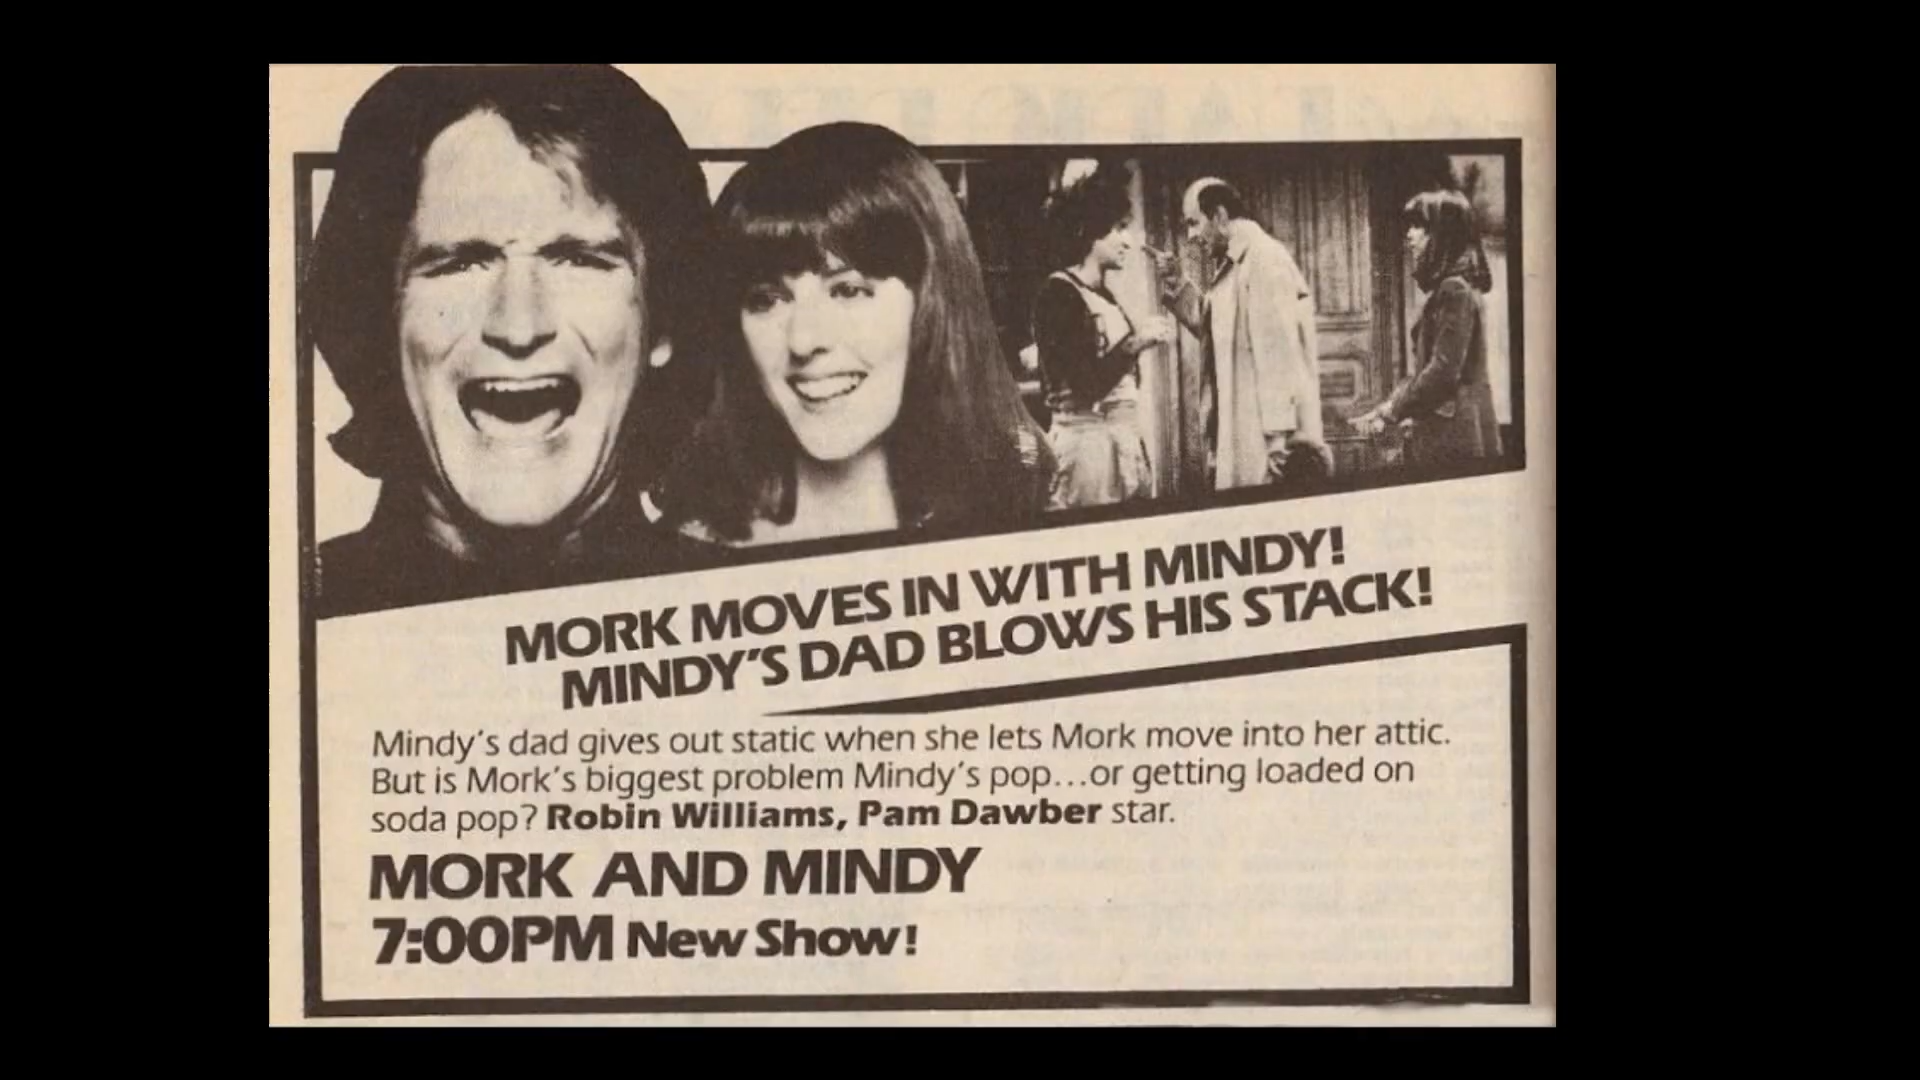 MORK MOVES IN WITH MINDY!
MINDY'S DAD BLOWS HIS STACK!
Mindy's dad gives out static when she lets Mork move into her attic.
But is Mork's biggest problem Mindy's pop...or getting loaded on
soda pop? Robin Williams, Pam Dawber star.
MORK AND MINDY
7:00PM New Show!